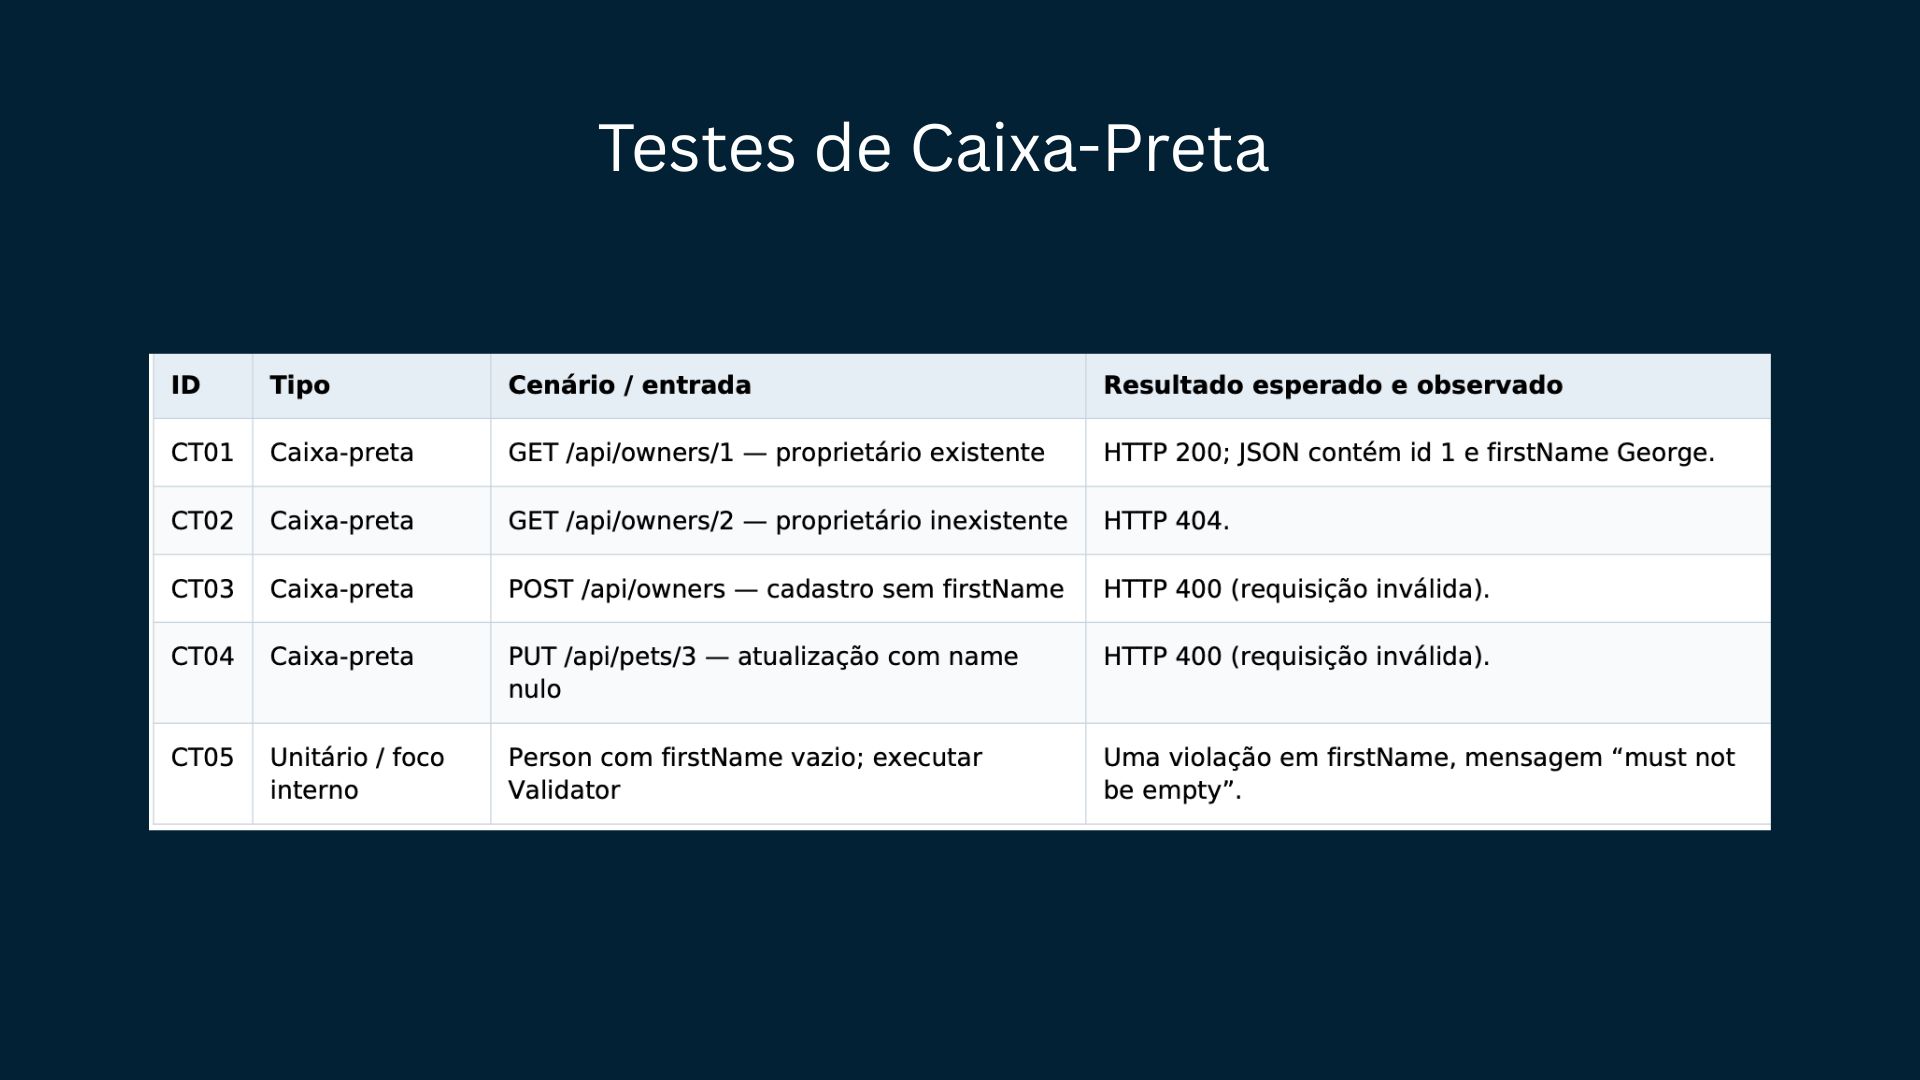 Testes de Caixa-Preta
ID Tipo Cenário / entrada Resultado esperado e observado
CT01 Caixa-preta GET /api/owners/1 — proprietário existente HTTP 200; JSON contém id 1 e firstName George.
CT02 Caixa-preta GET /api/owners/2 — proprietário inexistente HTTP 404.
CT03 Caixa-preta POST /api/owners — cadastro sem firstName HTTP 400 (requisição inválida).
CT04 Caixa-preta PUT /api/pets/3 — atualização com name HTTP 400 (requisição inválida).
nulo
CT05 Unitário / foco Person com firstName vazio; executar Uma violação em firstName, mensagem “must not
interno Validator be empty”.